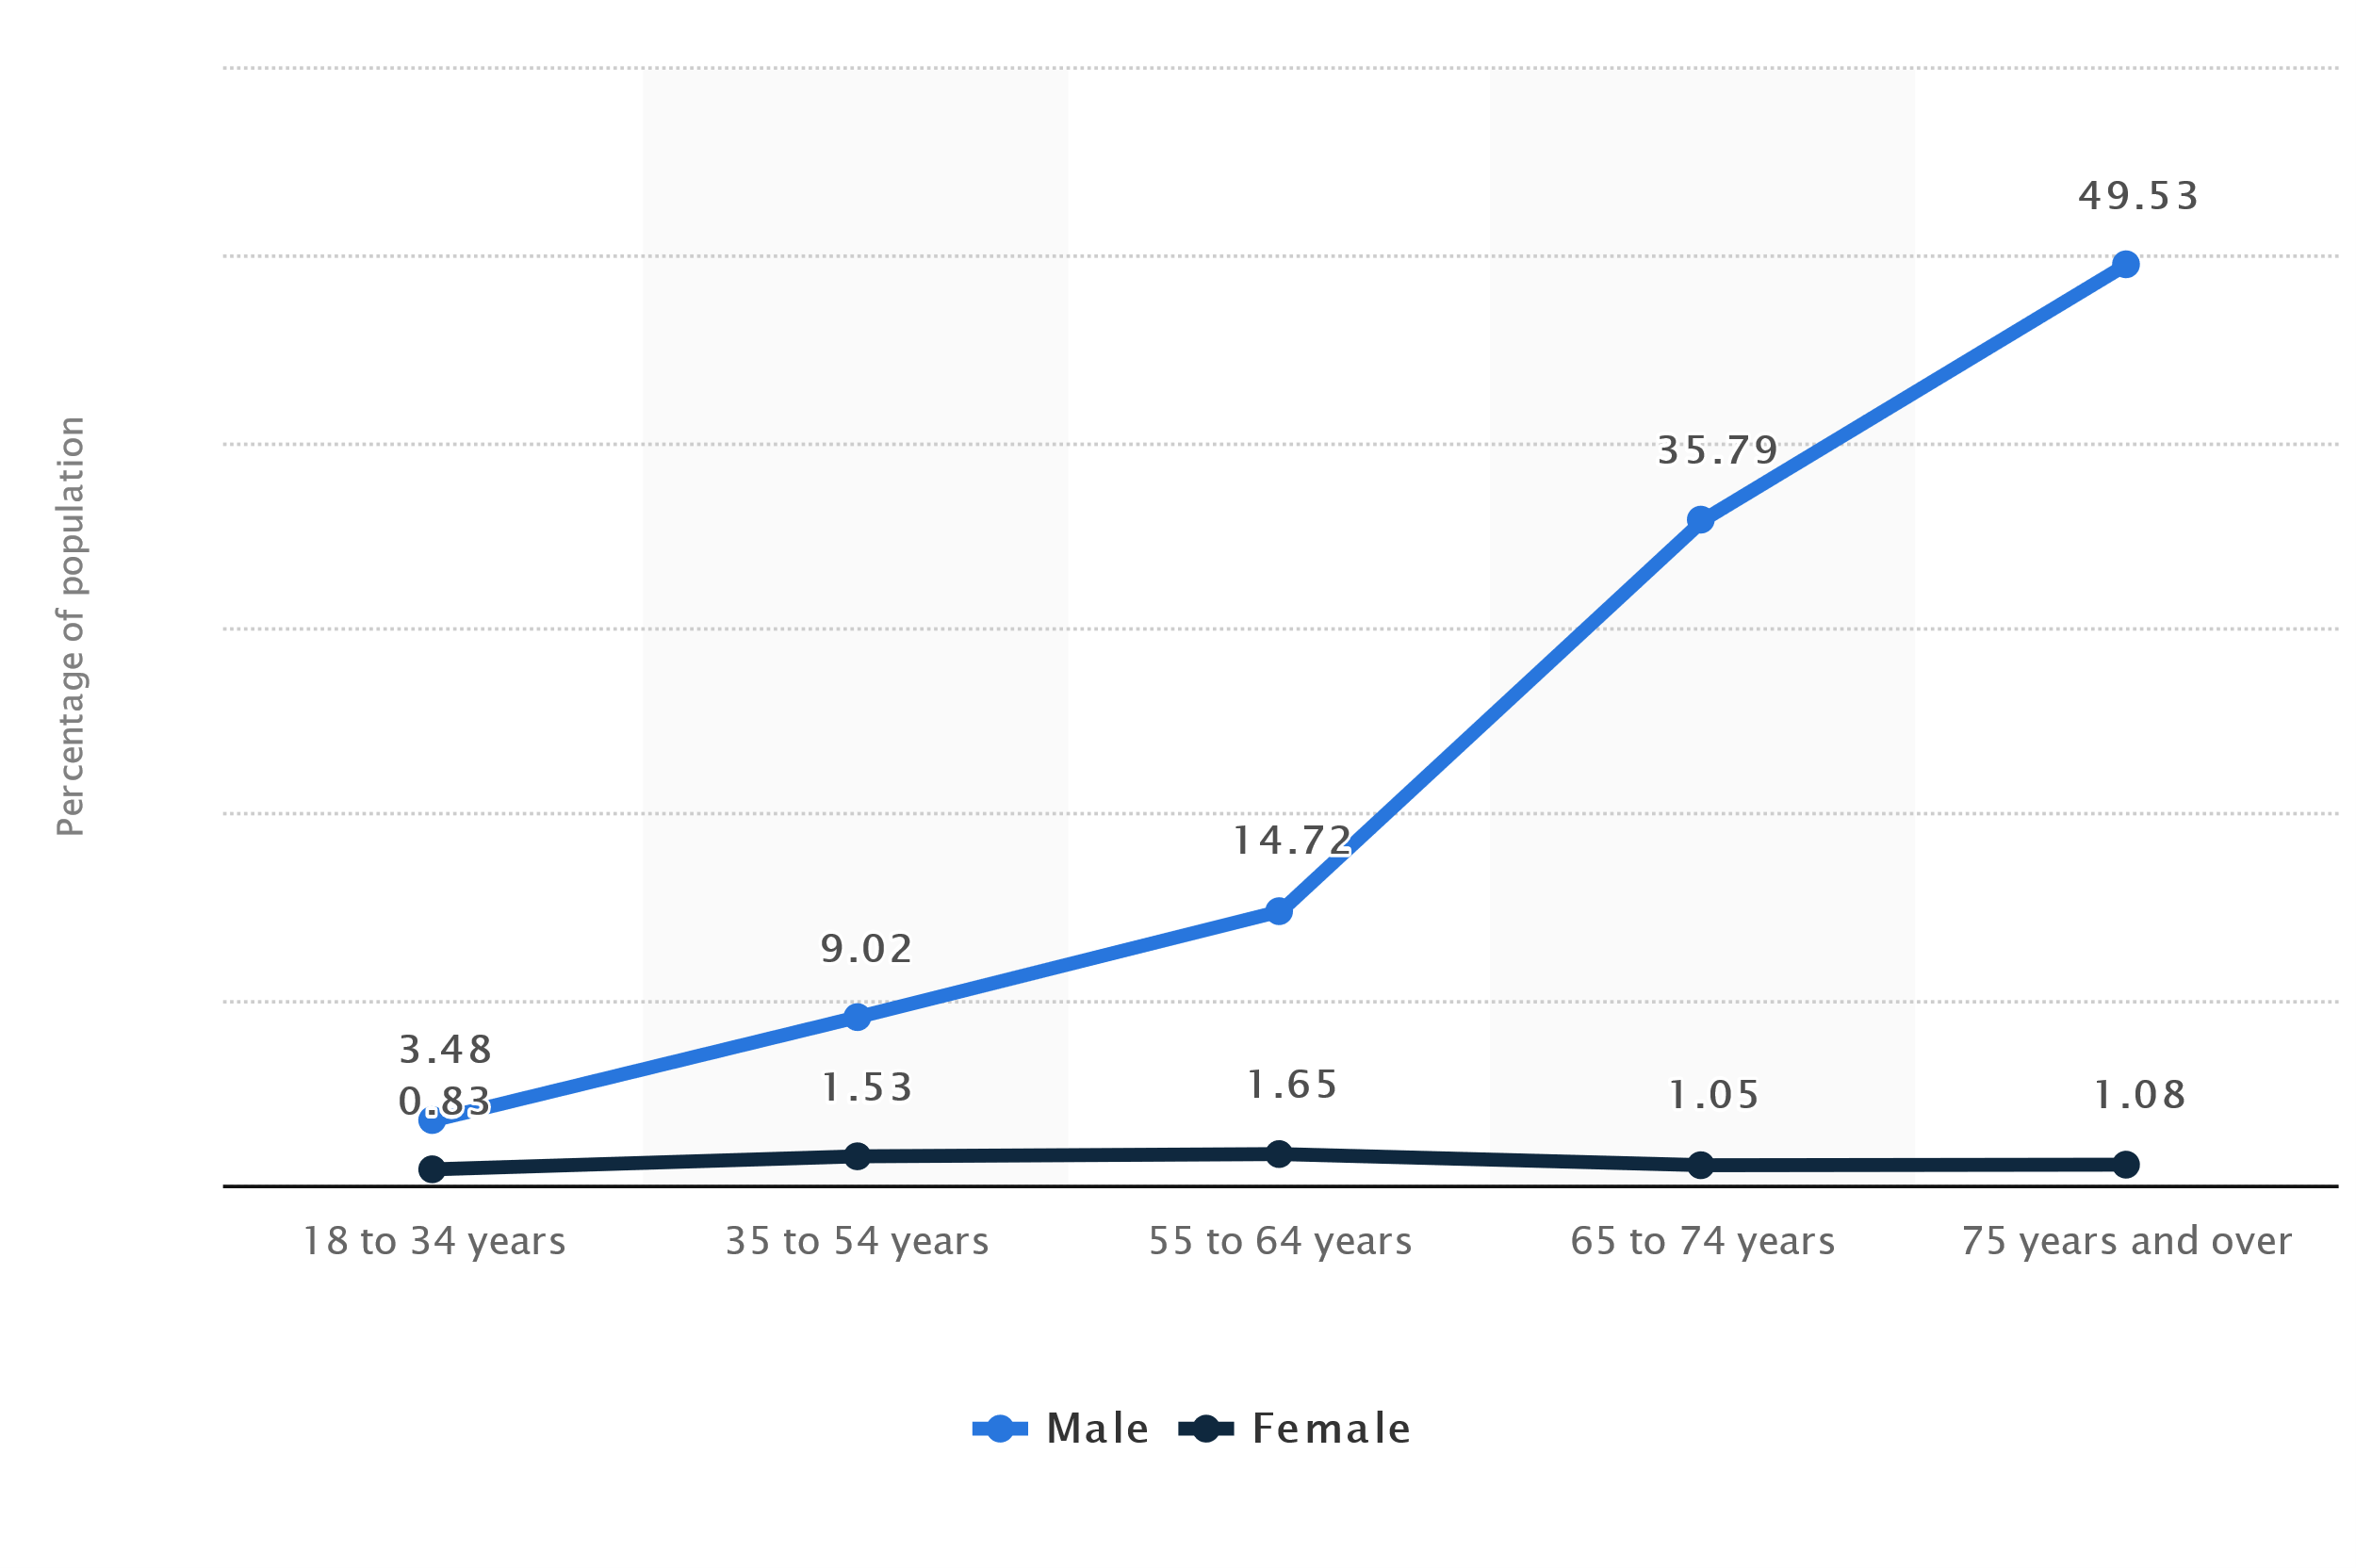 Percentage of population
49.53
35.79
14.72
9.02
3.48
0.83
1.53
1.65
1.05
1.08
18 to 34 years
35 to 54 years
55 to 64 years
65 to 74 years
75 years and over
Male
Female